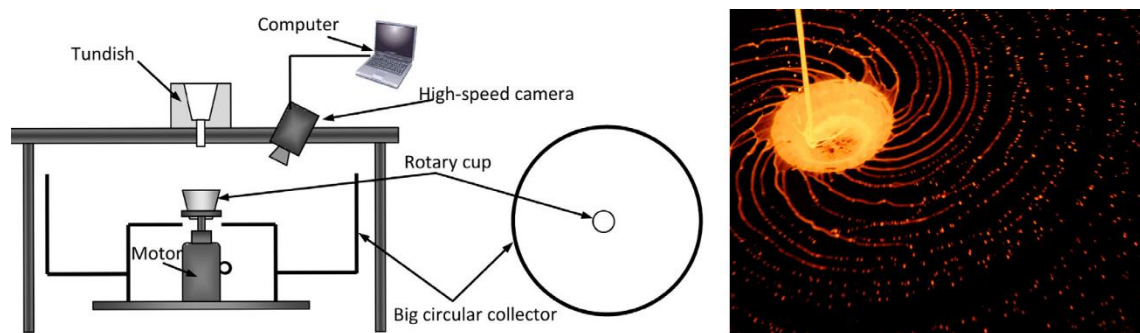 Computer
Tundish
High-speed camera
Rotary cup
Motor
Big circular collector